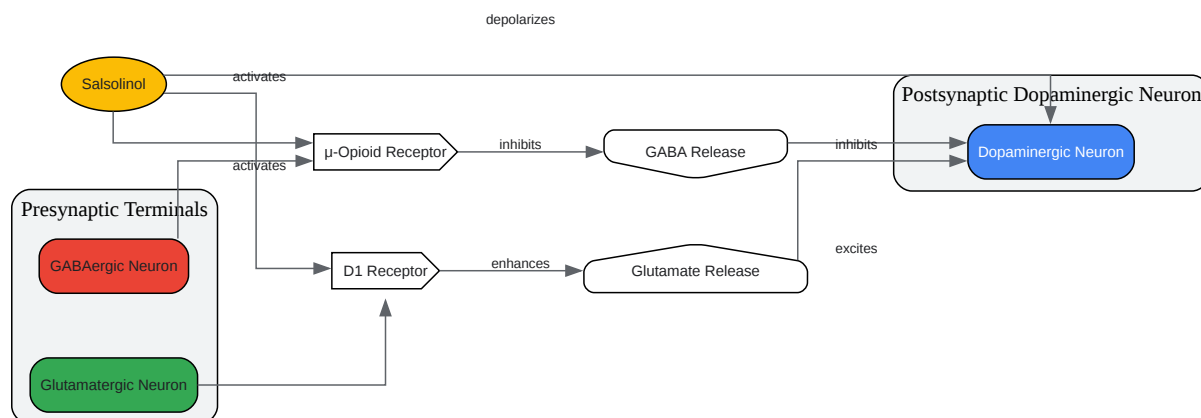 depolarizes
Salsolinol
activates
Postsynaptic Dopaminergic Neuron
μ-Opioid Receptor
inhibits
GABA Release
inhibits
Dopaminergic Neuron
activates
Presynaptic Terminals
GABAergic Neuron
D1 Receptor
enhances
Glutamate Release
excites
Glutamatergic Neuron